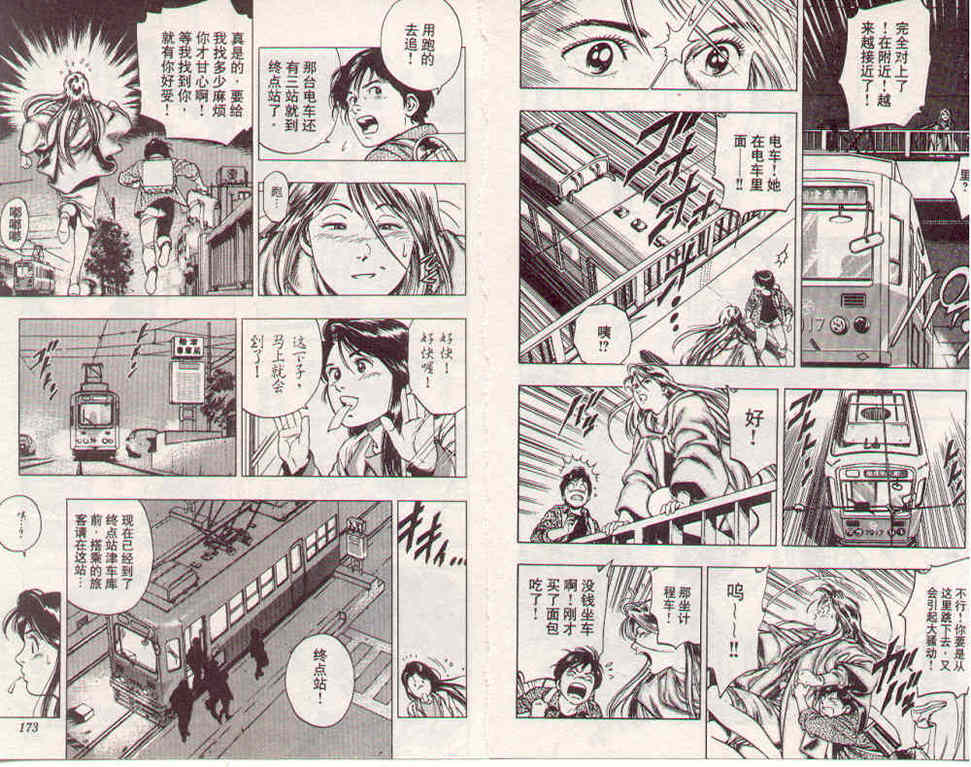 完全对上了
！在附近！越
来越接近了！
里？
电车！她
在电车里
面——!!
咦!?
017
好！
不行！你要是从
这里跳下去，又
会引起大骚动！
呜～～!!
那坐计
程车！
没钱坐车
啊！刚才
买了面包
吃了！
用跑的
去追！
那台电车还
有三站就到
终点站了．
真是的．要给
我找多少麻烦
你才甘心啊！
等我找到你．
就有你好受！
跑…
嘟嘟
好快！
好快喔！
这下子，
马上就会
到了！
现在已经到了
终点站津车库
前．搭乘的旅
客请在这站…
终点站！
咦？
173